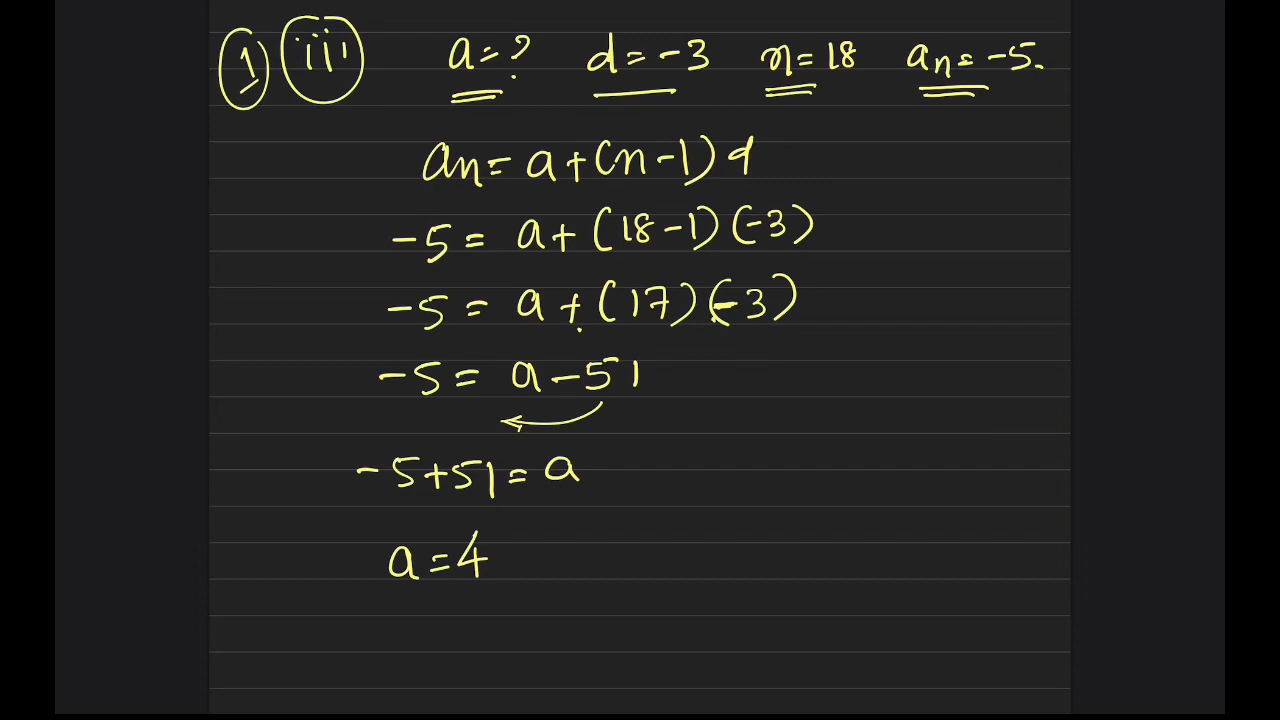 1 iii a = ? d = -3 n = 18 an = -5.
an = a + (n - 1) d
-5 = a + (18 - 1) (-3)
-5 = a + (17) (-3)
-5 = a - 51
-5 + 51 = a
a = 4